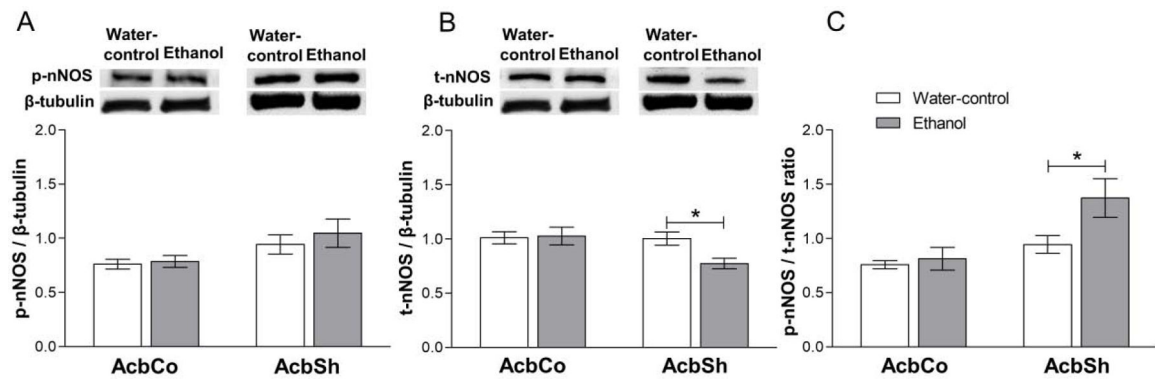 A
Water-
control Ethanol
Water-
control Ethanol
p-nNOS
β-tubulin
p-nNOS / β-tubulin
2.0
1.5
1.0
0.5
0.0
AcbCo
AcbSh
B
Water-
control Ethanol
Water-
control Ethanol
t-nNOS
β-tubulin
t-nNOS / β-tubulin
2.0
1.5
1.0
0.5
0.0
*
AcbCo
AcbSh
C
Water-control
Ethanol
p-nNOS / t-nNOS ratio
2.0
1.5
1.0
0.5
0.0
*
AcbCo
AcbSh